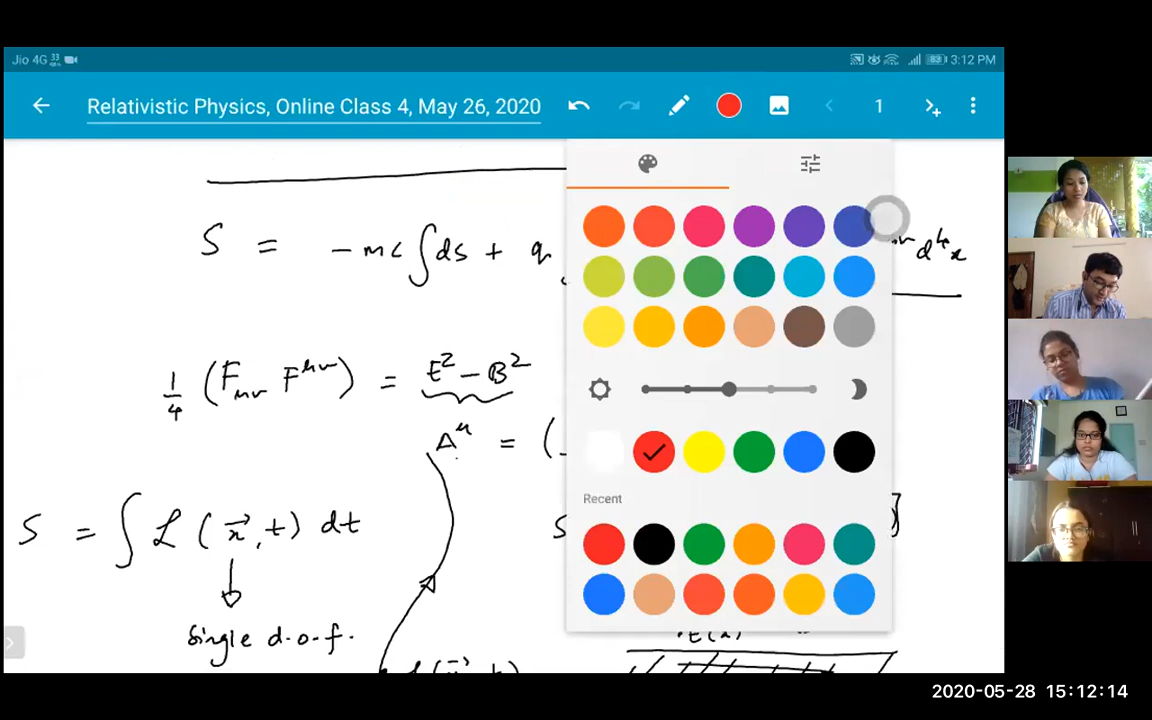 Jio 4G 33 3:12 PM
Relativistic Physics, Online Class 4, May 26, 2020 1
S = - mc ∫ ds + q d⁴x
1/4 (Fμν Fμν) = E² - B²
Aμ = (
S = ∫ L (x⃗, t) dt S ]
Recent
single d.o.f.
2020-05-28 15:12:14